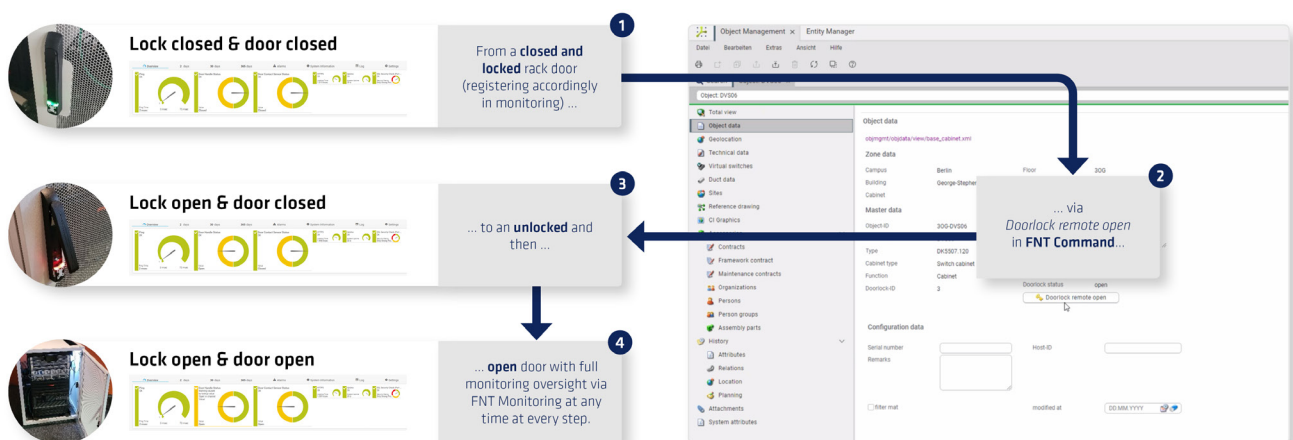 Lock closed & door closed
1
From a closed and
locked rack door
(registering accordingly
in monitoring) ...
Lock open & door closed
3
... to an unlocked and
then ...
Lock open & door open
4
... open door with full
monitoring oversight via
FNT Monitoring at any
time at every step.
Object Management × Entity Manager
Datei Bearbeiten Extras Ansicht Hilfe
Object: DVS06
Total view
Object data
Geolocation
Technical data
Virtual switches
Duct data
Sites
Reference drawing
CI Graphics
Contracts
Framework contract
Maintenance contracts
Organizations
Persons
Person groups
Assembly parts
History
Attributes
Relations
Location
Planning
Attachments
System attributes
Object data
objmgmt/objdata/view/base_cabinet.xml
Zone data
Campus Berlin Floor 3OG
Building George-Stephen
Cabinet
Master data
Object-ID 3OG-DVS06
Type DK5507.120
Cabinet type Switch cabinet
Function Cabinet
Doorlock-ID 3
Doorlock status open
Doorlock remote open
2
... via
Doorlock remote open
in FNT Command...
Configuration data
Serial number Host-ID
Remarks
filter mat modified at DD.MM.YYYY